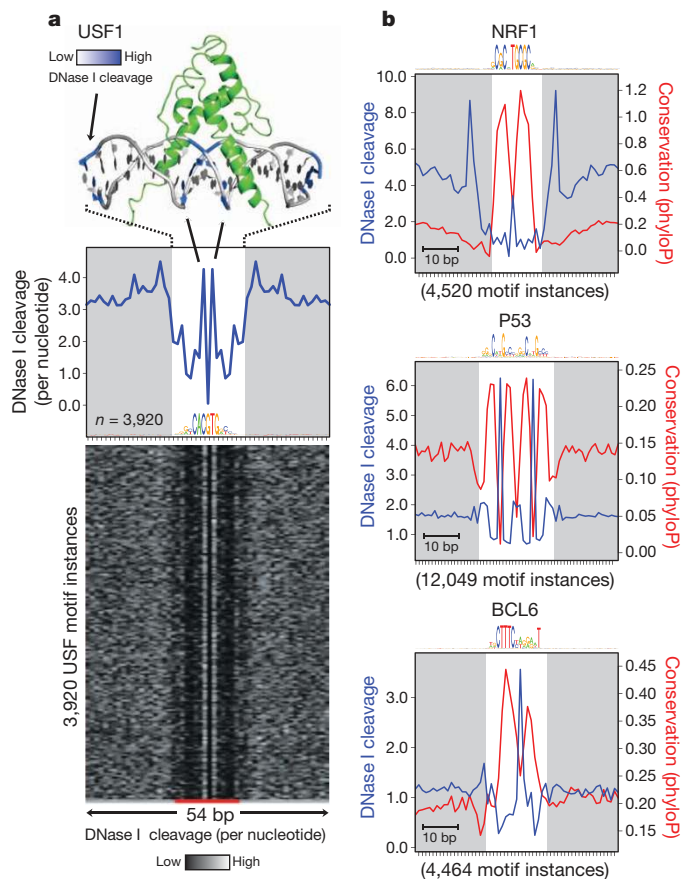 a
USF1
Low High
DNase I cleavage
DNase I cleavage
(per nucleotide)
4.0
3.0
2.0
1.0
0.0
n = 3,920
3,920 USF motif instances
54 bp
DNase I cleavage (per nucleotide)
Low High
b
NRF1
DNase I cleavage
10.0
8.0
6.0
4.0
2.0
0.0
10 bp
1.2
1.0
0.8
0.6
0.4
0.2
0.0
Conservation
(phyloP)
(4,520 motif instances)
P53
DNase I cleavage
6.0
5.0
4.0
3.0
2.0
1.0
10 bp
0.25
0.20
0.15
0.10
0.05
0.00
Conservation (phyloP)
(12,049 motif instances)
BCL6
DNase I cleavage
3.0
2.0
1.0
0.0
10 bp
0.45
0.40
0.35
0.30
0.25
0.20
0.15
Conservation (phyloP)
(4,464 motif instances)